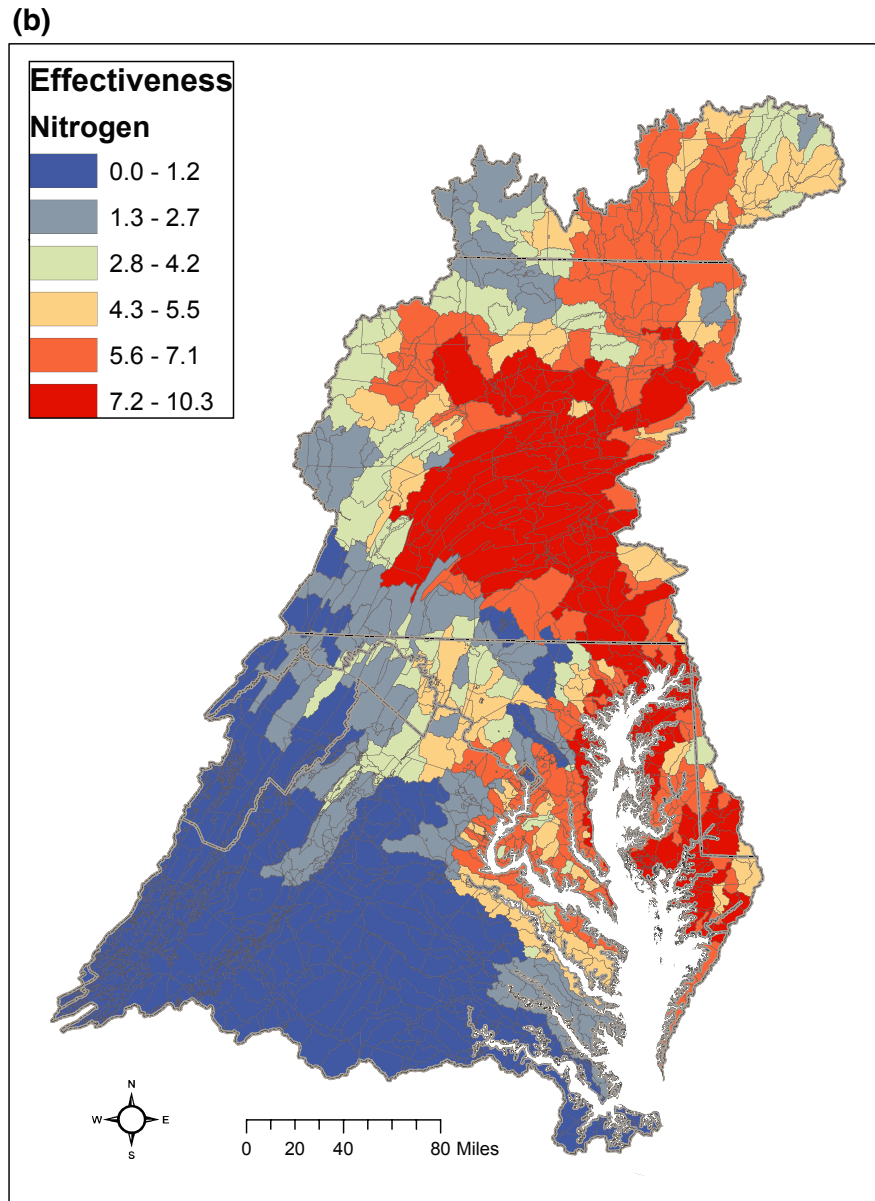 (b)
Effectiveness
Nitrogen
0.0 - 1.2
1.3 - 2.7
2.8 - 4.2
4.3 - 5.5
5.6 - 7.1
7.2 - 10.3
N
W E
S
0 20 40 80 Miles